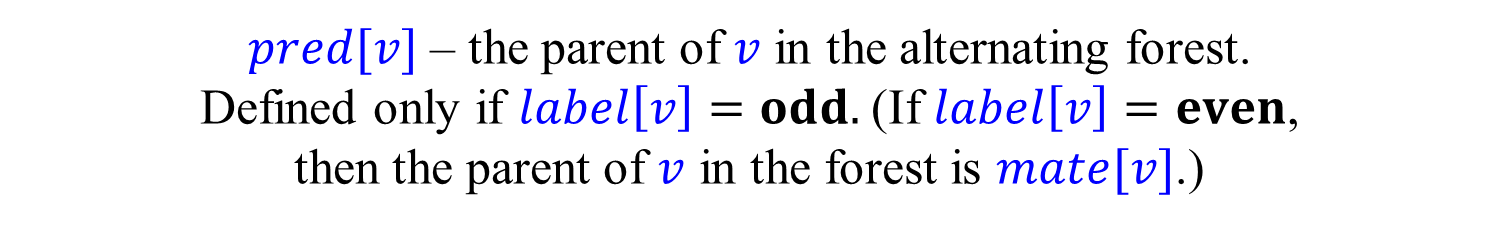 pred[v] – the parent of v in the alternating forest.
Defined only if label[v] = odd. (If label[v] = even,
then the parent of v in the forest is mate[v].)